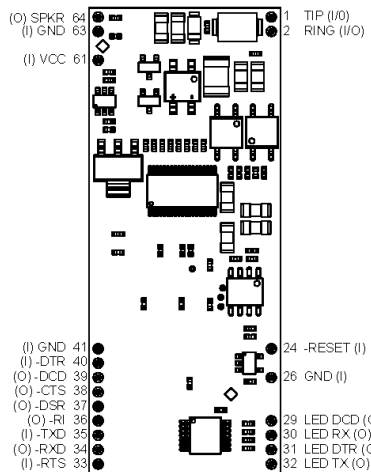 (O) SPKR 64
(I) GND 63
(I) VCC 61
1 TIP (I/O)
2 RING (I/O)
(I) GND 41
(I) -DTR 40
(O) -DCD 39
(O) -CTS 38
(O) -DSR 37
(O) -RI 36
(I) -TXD 35
(O) -RXD 34
(I) -RTS 33
24 -RESET (I)
26 GND (I)
29 LED DCD (O
30 LED RX (O)
31 LED DTR (O
32 LED TX (O)